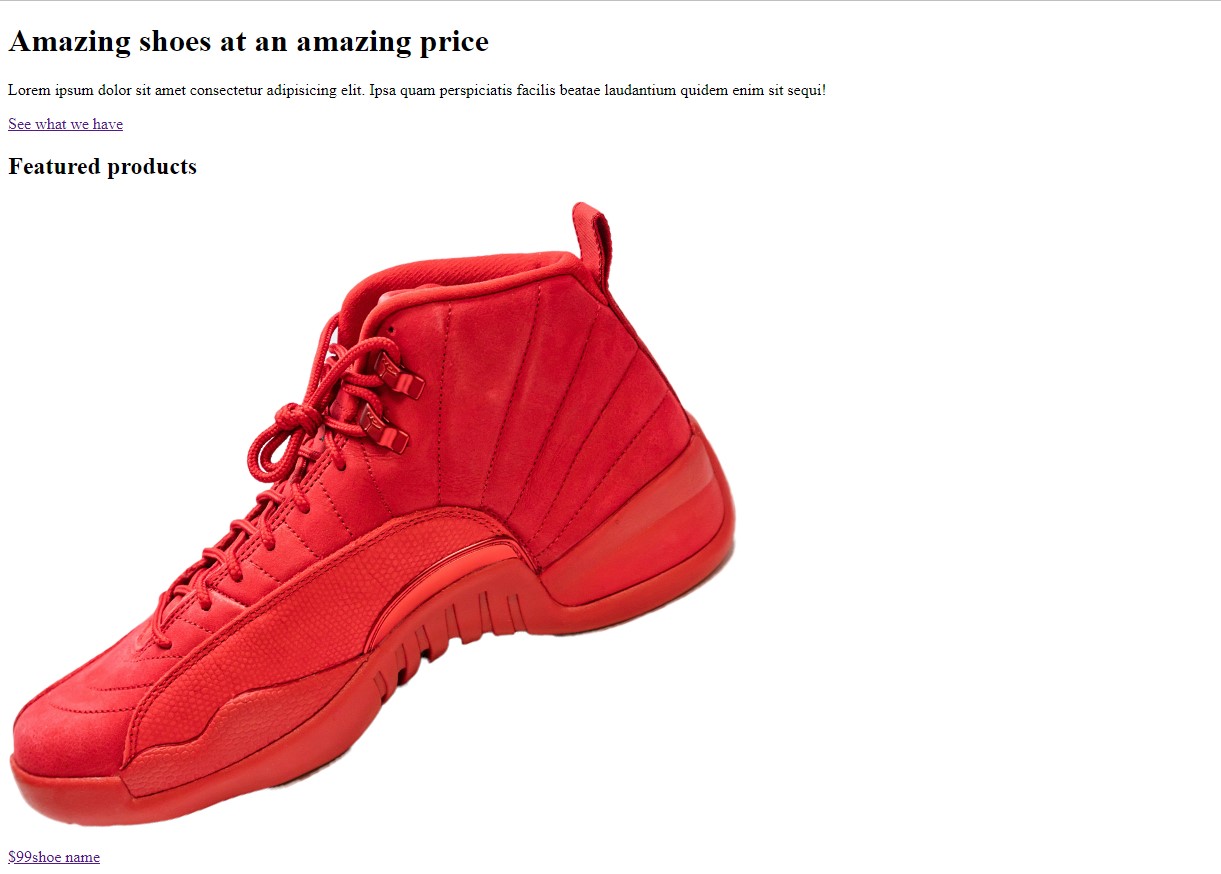 Amazing shoes at an amazing price
Lorem ipsum dolor sit amet consectetur adipisicing elit. Ipsa quam perspiciatis facilis beatae laudantium quidem enim sit sequi!
See what we have
Featured products
$99shoe name